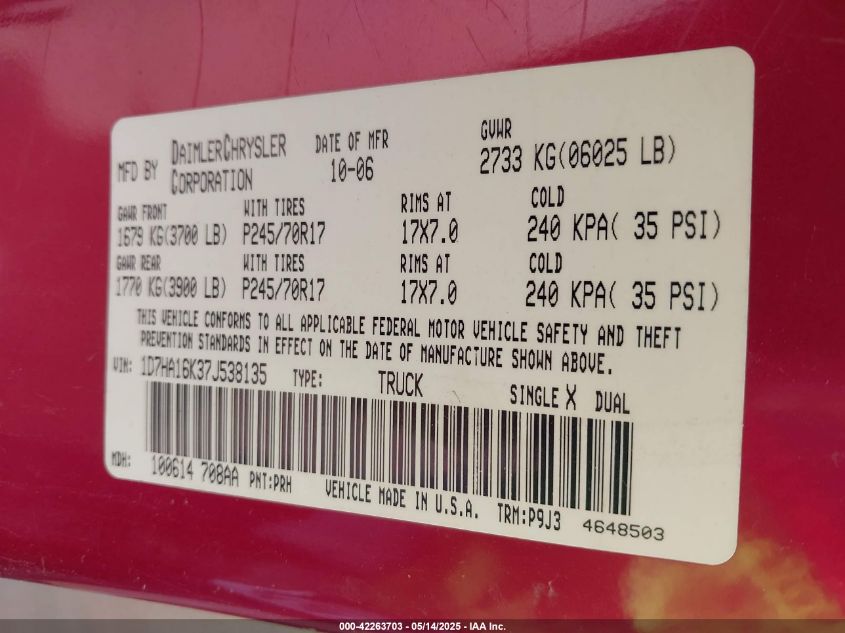 MFD BY DAIMLERCHRYSLER CORPORATION DATE OF MFR 10-06 GVWR 2733 KG(06025 LB)
GAWR FRONT WITH TIRES RIMS AT COLD
1679 KG(3700 LB) P245/70R17 17X7.0 240 KPA( 35 PSI)
GAWR REAR WITH TIRES RIMS AT COLD
1770 KG(3900 LB) P245/70R17 17X7.0 240 KPA( 35 PSI)
THIS VEHICLE CONFORMS TO ALL APPLICABLE FEDERAL MOTOR VEHICLE SAFETY AND THEFT
PREVENTION STANDARDS IN EFFECT ON THE DATE OF MANUFACTURE SHOWN ABOVE.
VIN: 1D7HA16K37J538135 TYPE: TRUCK SINGLE X DUAL
MDH: 100614 708AA PNT:PRH VEHICLE MADE IN U.S.A. TRM:P9J3 4648503
000-42263703 - 05/14/2025 - IAA Inc.